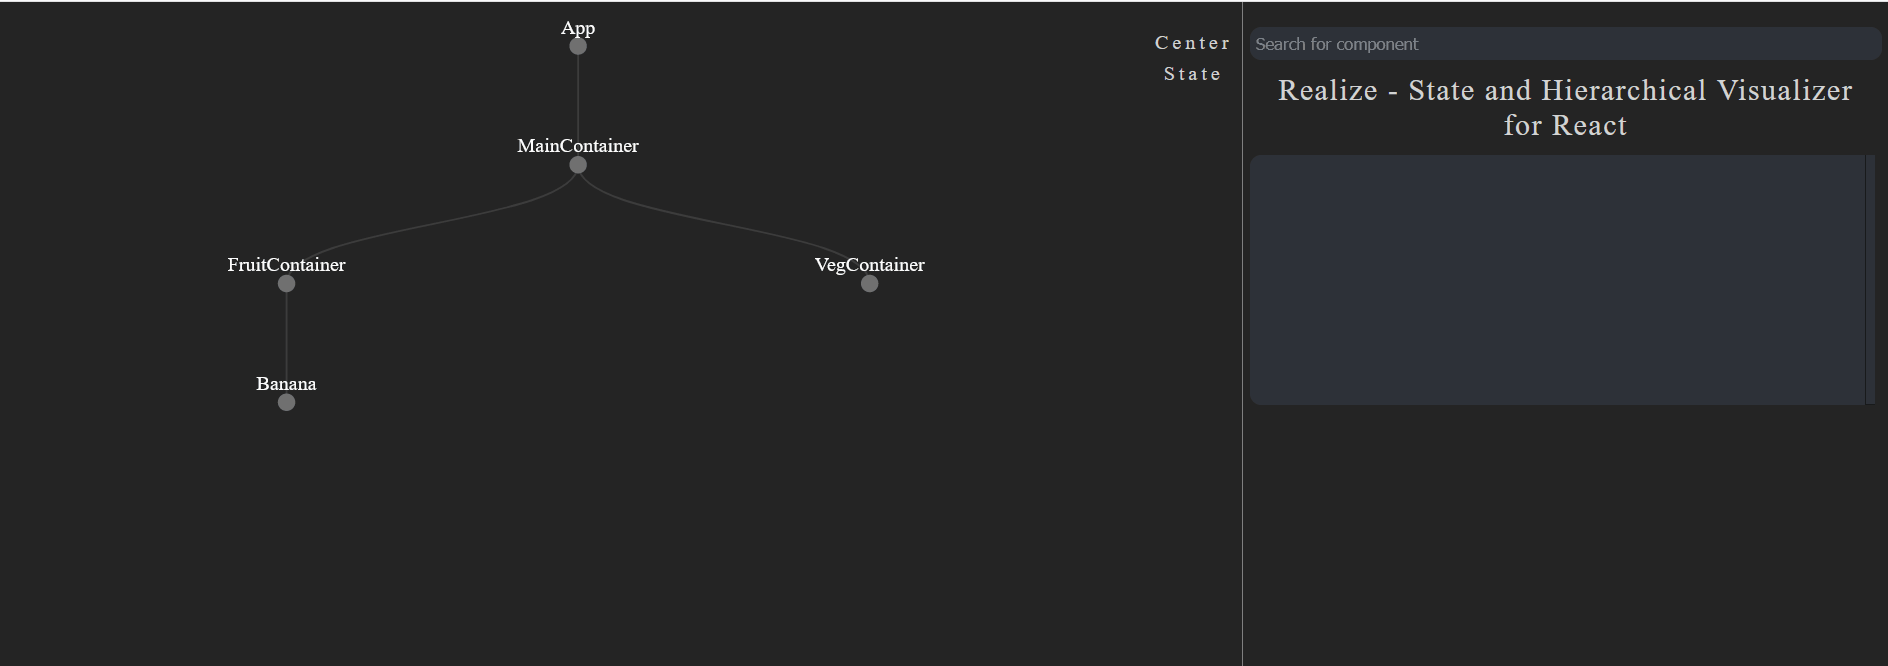 App
Center
State
MainContainer
FruitContainer
VegContainer
Banana
Search for component
Realize - State and Hierarchical Visualizer
for React